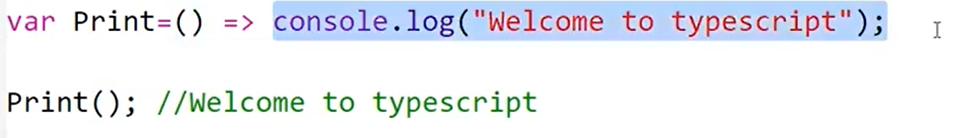 var Print=() => console.log("Welcome to typescript");
Print(); //Welcome to typescript